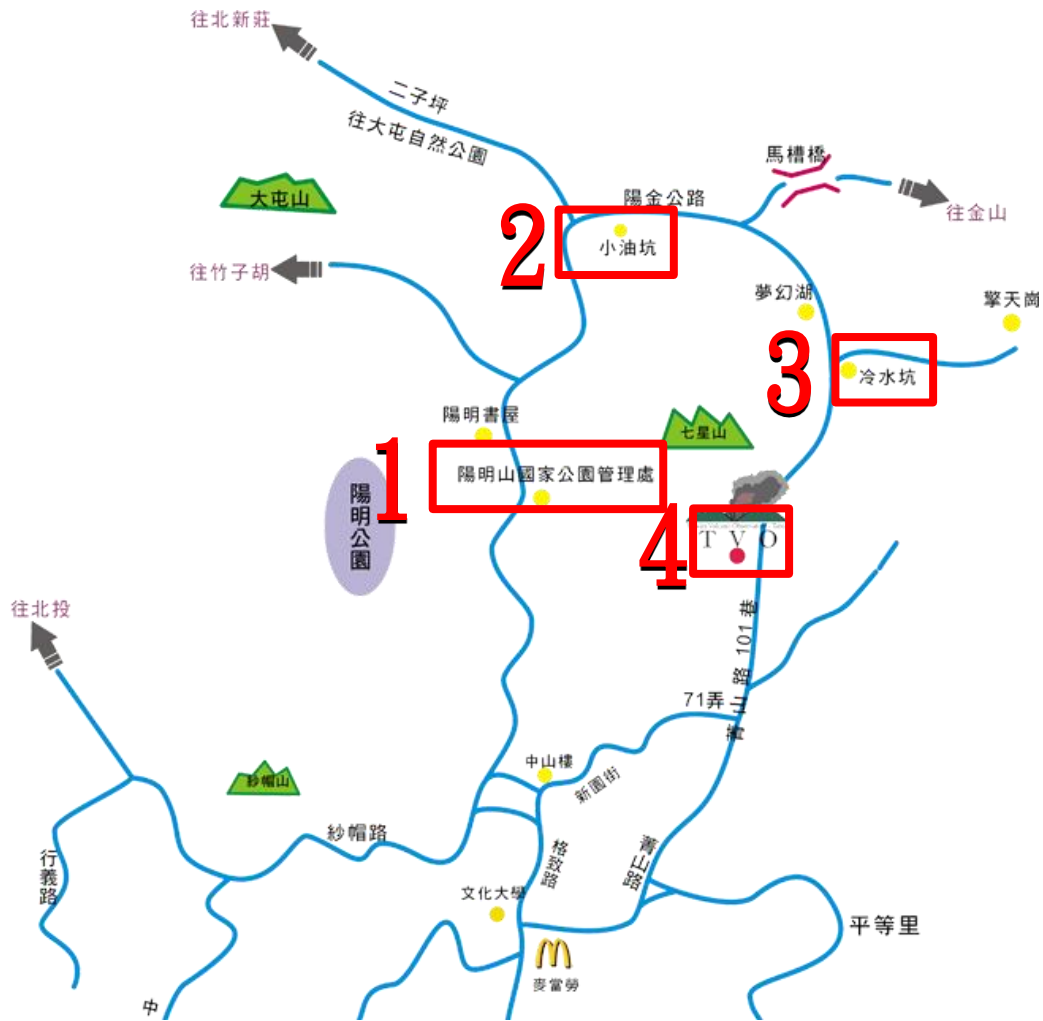 往北新莊
二子坪
往大屯自然公園
馬槽橋
大屯山
陽金公路
往金山
2
小油坑
往竹子胡
夢幻湖
擎天崗
3
冷水坑
陽明書屋
七星山
1
陽明山國家公園管理處
陽明公園
4
T V O
往北投
菁山路101巷
71弄
中山樓
紗帽山
新園街
紗帽路
格致路
菁山路
行義路
文化大學
平等里
麥當勞
中